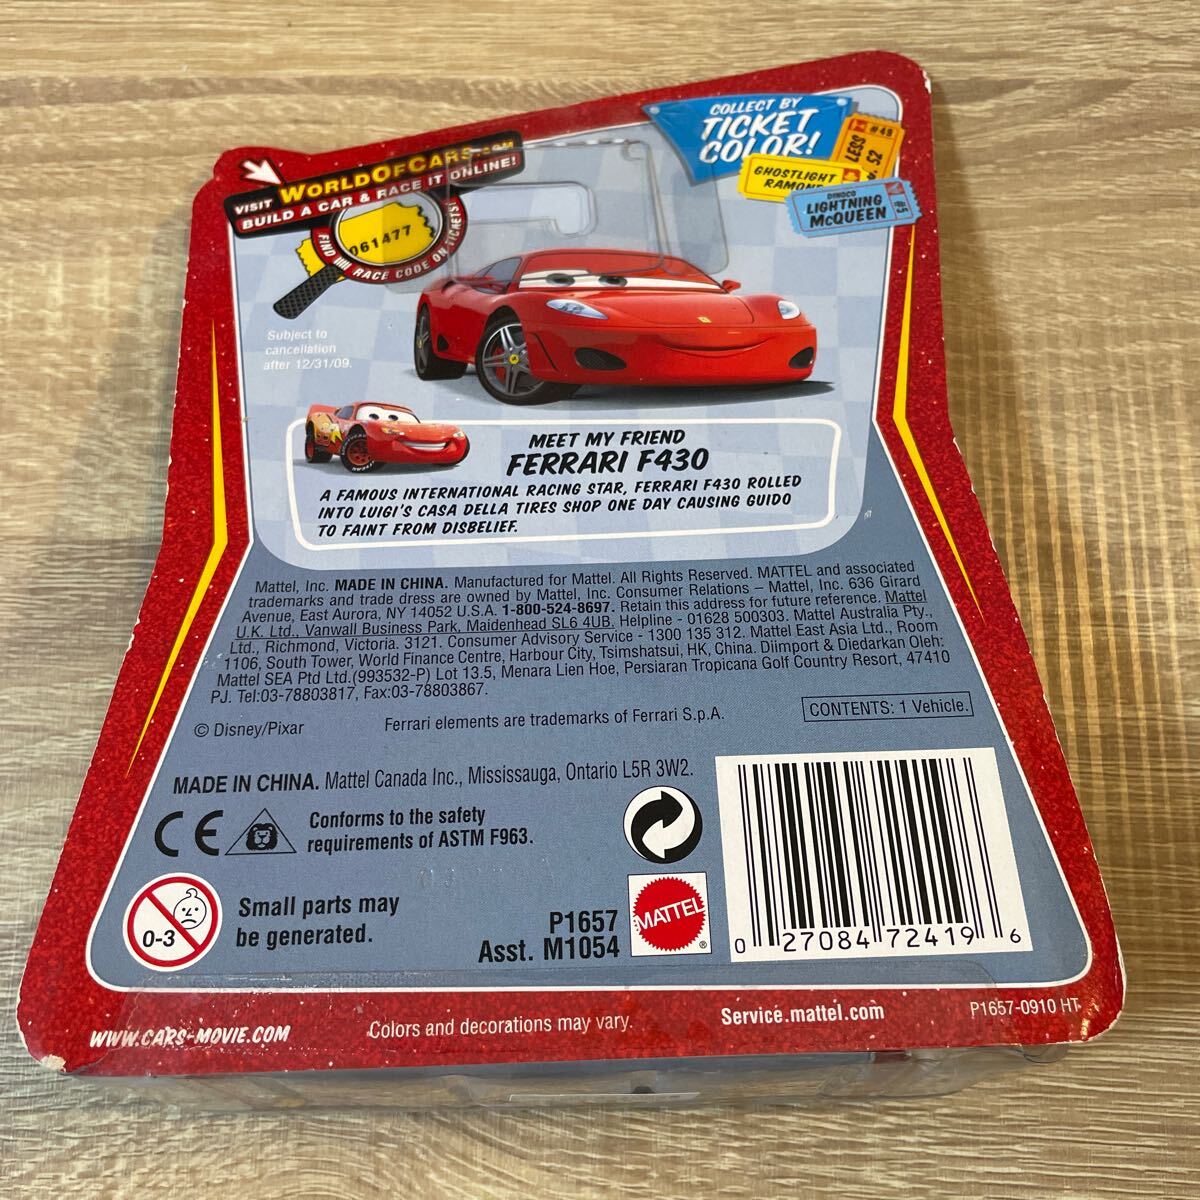 VISIT WORLDOFCARS.COM
BUILD A CAR & RACE IT ONLINE!
061477
FIND RACE CODE ON TICKETS!
Subject to
cancellation
after 12/31/09.
COLLECT BY
TICKET
COLOR!
#48
LESS
52
GHOSTLIGHT
RAMONE
DINOCO
LIGHTNING
MCQUEEN
MEET MY FRIEND
FERRARI F430
A FAMOUS INTERNATIONAL RACING STAR, FERRARI F430 ROLLED
INTO LUIGI'S CASA DELLA TIRES SHOP ONE DAY CAUSING GUIDO
TO FAINT FROM DISBELIEF.
Mattel, Inc. MADE IN CHINA. Manufactured for Mattel. All Rights Reserved. MATTEL and associated
trademarks and trade dress are owned by Mattel, Inc. Consumer Relations – Mattel, Inc. 636 Girard
Avenue, East Aurora, NY 14052 U.S.A. 1-800-524-8697. Retain this address for future reference. Mattel
U.K. Ltd., Vanwall Business Park, Maidenhead SL6 4UB. Helpline - 01628 500303. Mattel Australia Pty.,
Ltd., Richmond, Victoria. 3121. Consumer Advisory Service - 1300 135 312. Mattel East Asia Ltd., Room
1106, South Tower, World Finance Centre, Harbour City, Tsimshatsui, HK, China. Diimport & Diedarkan Oleh:
Mattel SEA Ptd Ltd.(993532-P) Lot 13.5, Menara Lien Hoe, Persiaran Tropicana Golf Country Resort, 47410
PJ. Tel:03-78803817, Fax:03-78803867.
© Disney/Pixar
Ferrari elements are trademarks of Ferrari S.p.A.
CONTENTS: 1 Vehicle.
MADE IN CHINA. Mattel Canada Inc., Mississauga, Ontario L5R 3W2.
CE
Conforms to the safety
requirements of ASTM F963.
0-3
Small parts may
be generated.
P1657
Asst. M1054
MATTEL
®
0 27084 72419 6
WWW.CARS-MOVIE.COM
Colors and decorations may vary.
Service.mattel.com
P1657-0910 HT